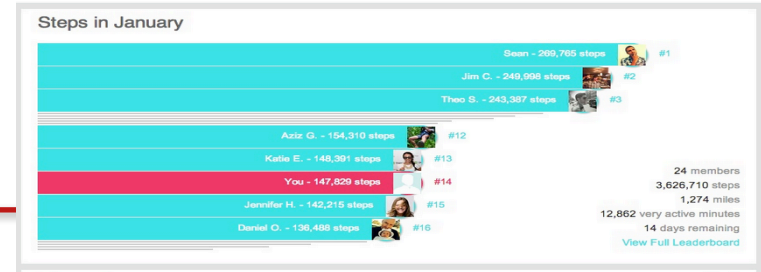 Steps in January
Sean - 269,765 steps #1
Jim C. - 249,998 steps #2
Theo S. - 243,387 steps #3
Aziz G. - 154,310 steps #12
Katie E. - 148,391 steps #13
You - 147,829 steps #14
Jennifer H. - 142,215 steps #15
Daniel O. - 136,488 steps #16
24 members
3,626,710 steps
1,274 miles
12,862 very active minutes
14 days remaining
View Full Leaderboard